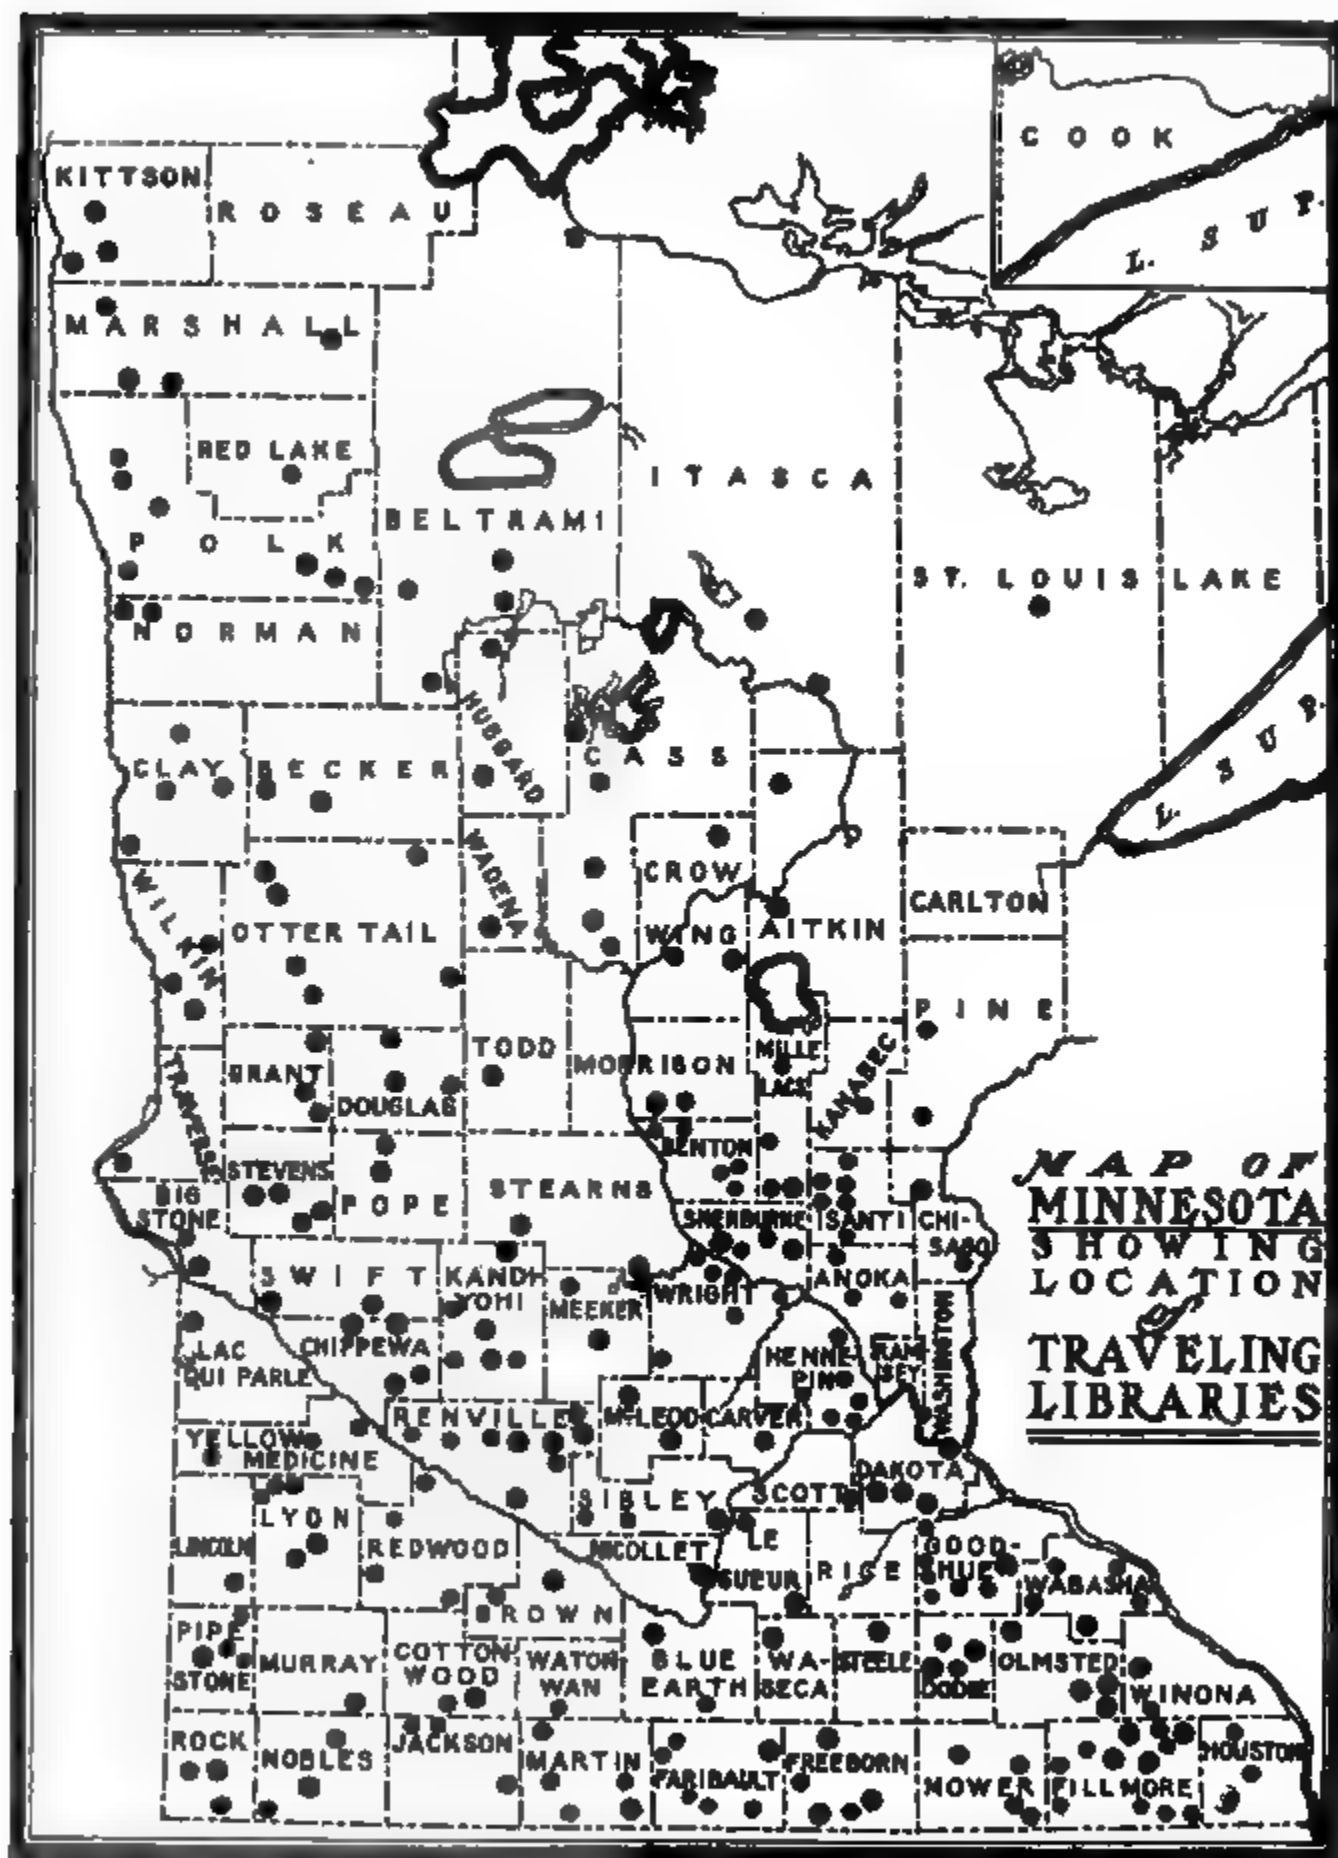 COOK
KITTSON
ROSEAU
L. SUP.
MARSHALL
RED LAKE
ITASCA
BELTRAMI
POLK
ST. LOUIS LAKE
NORMAN
HUBBARD
L. SUP.
CLAY
BECKER
CASS
WADENA
CROW
WING
WILKIN
CARLTON
OTTER TAIL
AITKIN
PINE
TODD
MORRISON
MILLE
LACS
KANABEC
GRANT
DOUGLAS
TRAVERSE
BENTON
MAP OF
MINNESOTA
SHOWING
LOCATION
of
TRAVELING
LIBRARIES
STEVENS
POPE
STEARNS
BIG
STONE
SHERBURNE
ISANTI
CHI-
SAGO
SWIFT
KANDI-
YOHI
MEEKER
WRIGHT
ANOKA
WASHINGTON
LAC
QUI PARLE
CHIPPEWA
HENNE-
PIN
RAM
SEY
RENVILLE
McLEOD
CARVER
YELLOW
MEDICINE
DAKOTA
SIBLEY
SCOTT
LYON
LINCOLN
REDWOOD
NICOLLET
LE
SUEUR
RICE
GOOD-
HUE
WABASHA
BROWN
PIPE
STONE
MURRAY
COTTON-
WOOD
WATON
WAN
BLUE
EARTH
WA-
SECA
STEELE
DODGE
OLMSTED
WINONA
ROCK
NOBLES
JACKSON
MARTIN
FARIBAULT
FREEBORN
MOWER
FILLMORE
HOUSTON